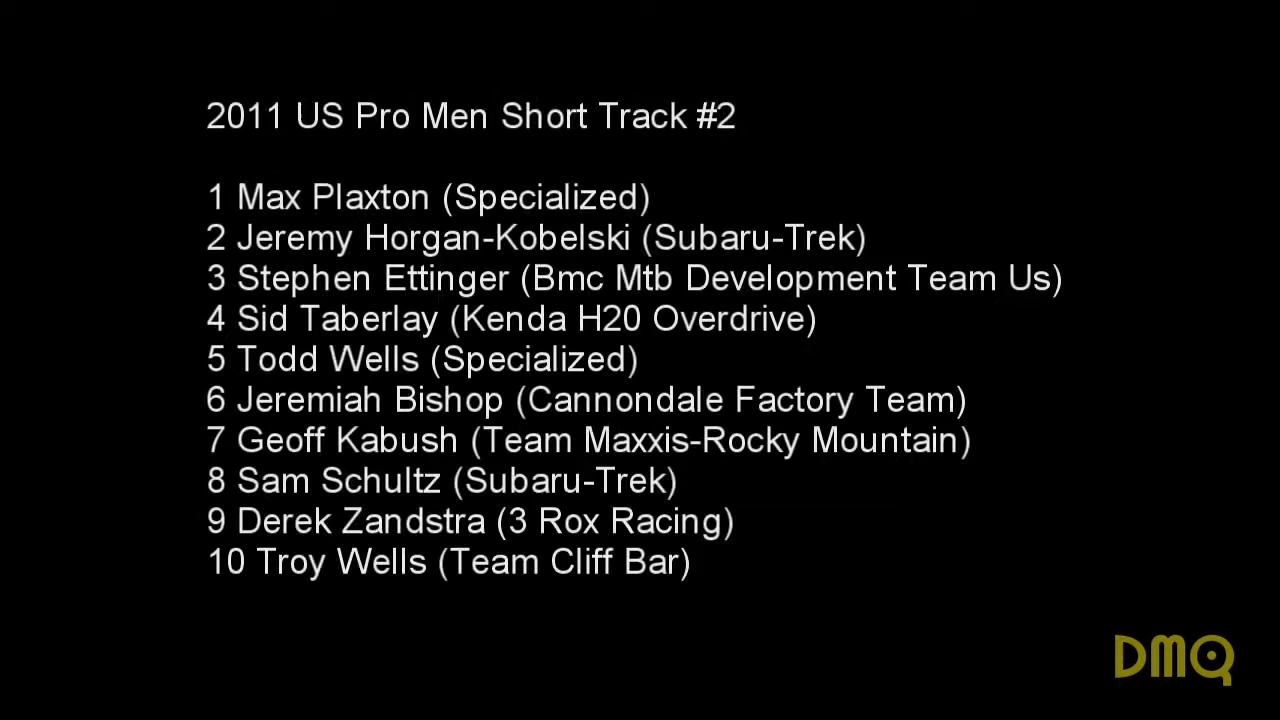 2011 US Pro Men Short Track #2
1 Max Plaxton (Specialized)
2 Jeremy Horgan-Kobelski (Subaru-Trek)
3 Stephen Ettinger (Bmc Mtb Development Team Us)
4 Sid Taberlay (Kenda H20 Overdrive)
5 Todd Wells (Specialized)
6 Jeremiah Bishop (Cannondale Factory Team)
7 Geoff Kabush (Team Maxxis-Rocky Mountain)
8 Sam Schultz (Subaru-Trek)
9 Derek Zandstra (3 Rox Racing)
10 Troy Wells (Team Cliff Bar)
DMQ